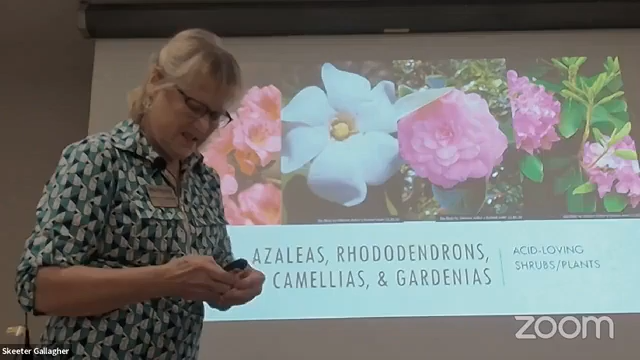 AZALEAS, RHODODENDRONS,
CAMELLIAS, & GARDENIAS
ACID-LOVING
SHRUBS/PLANTS
zoom
Skeeter Gallagher